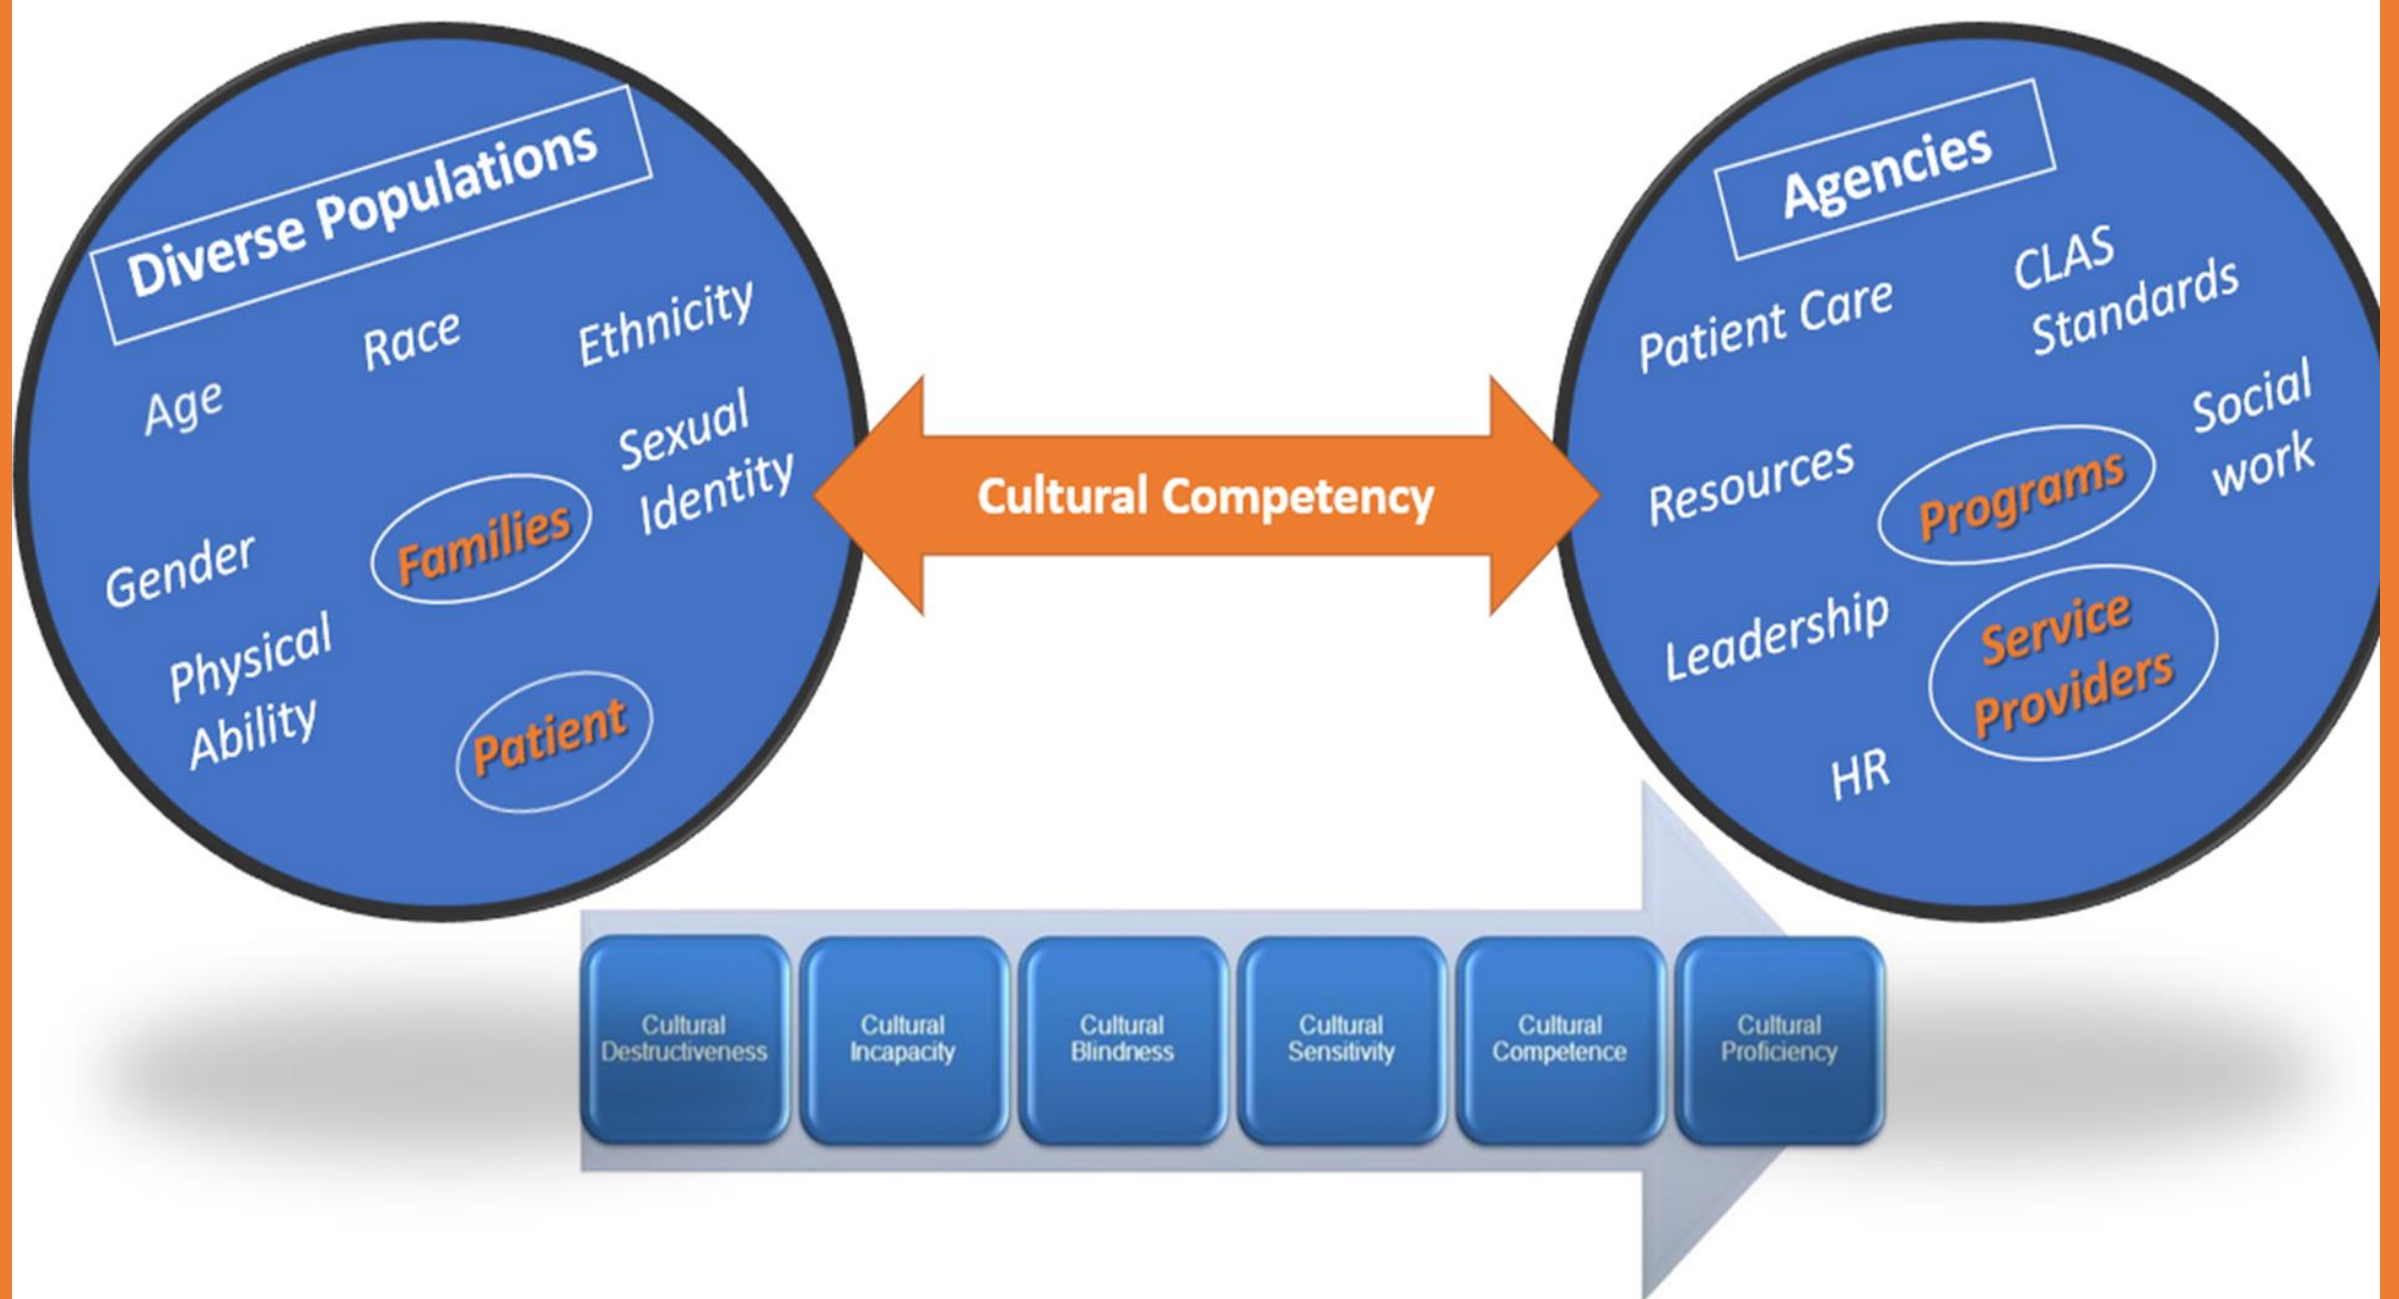 Diverse Populations
Race
Ethnicity
Age
Sexual
Identity
Families
Gender
Physical
Ability
Patient
Cultural Competency
Agencies
CLAS
Standards
Patient Care
Social
work
Resources
Programs
Leadership
Service
Providers
HR
Cultural
Destructiveness
Cultural
Incapacity
Cultural
Blindness
Cultural
Sensitivity
Cultural
Competence
Cultural
Proficiency